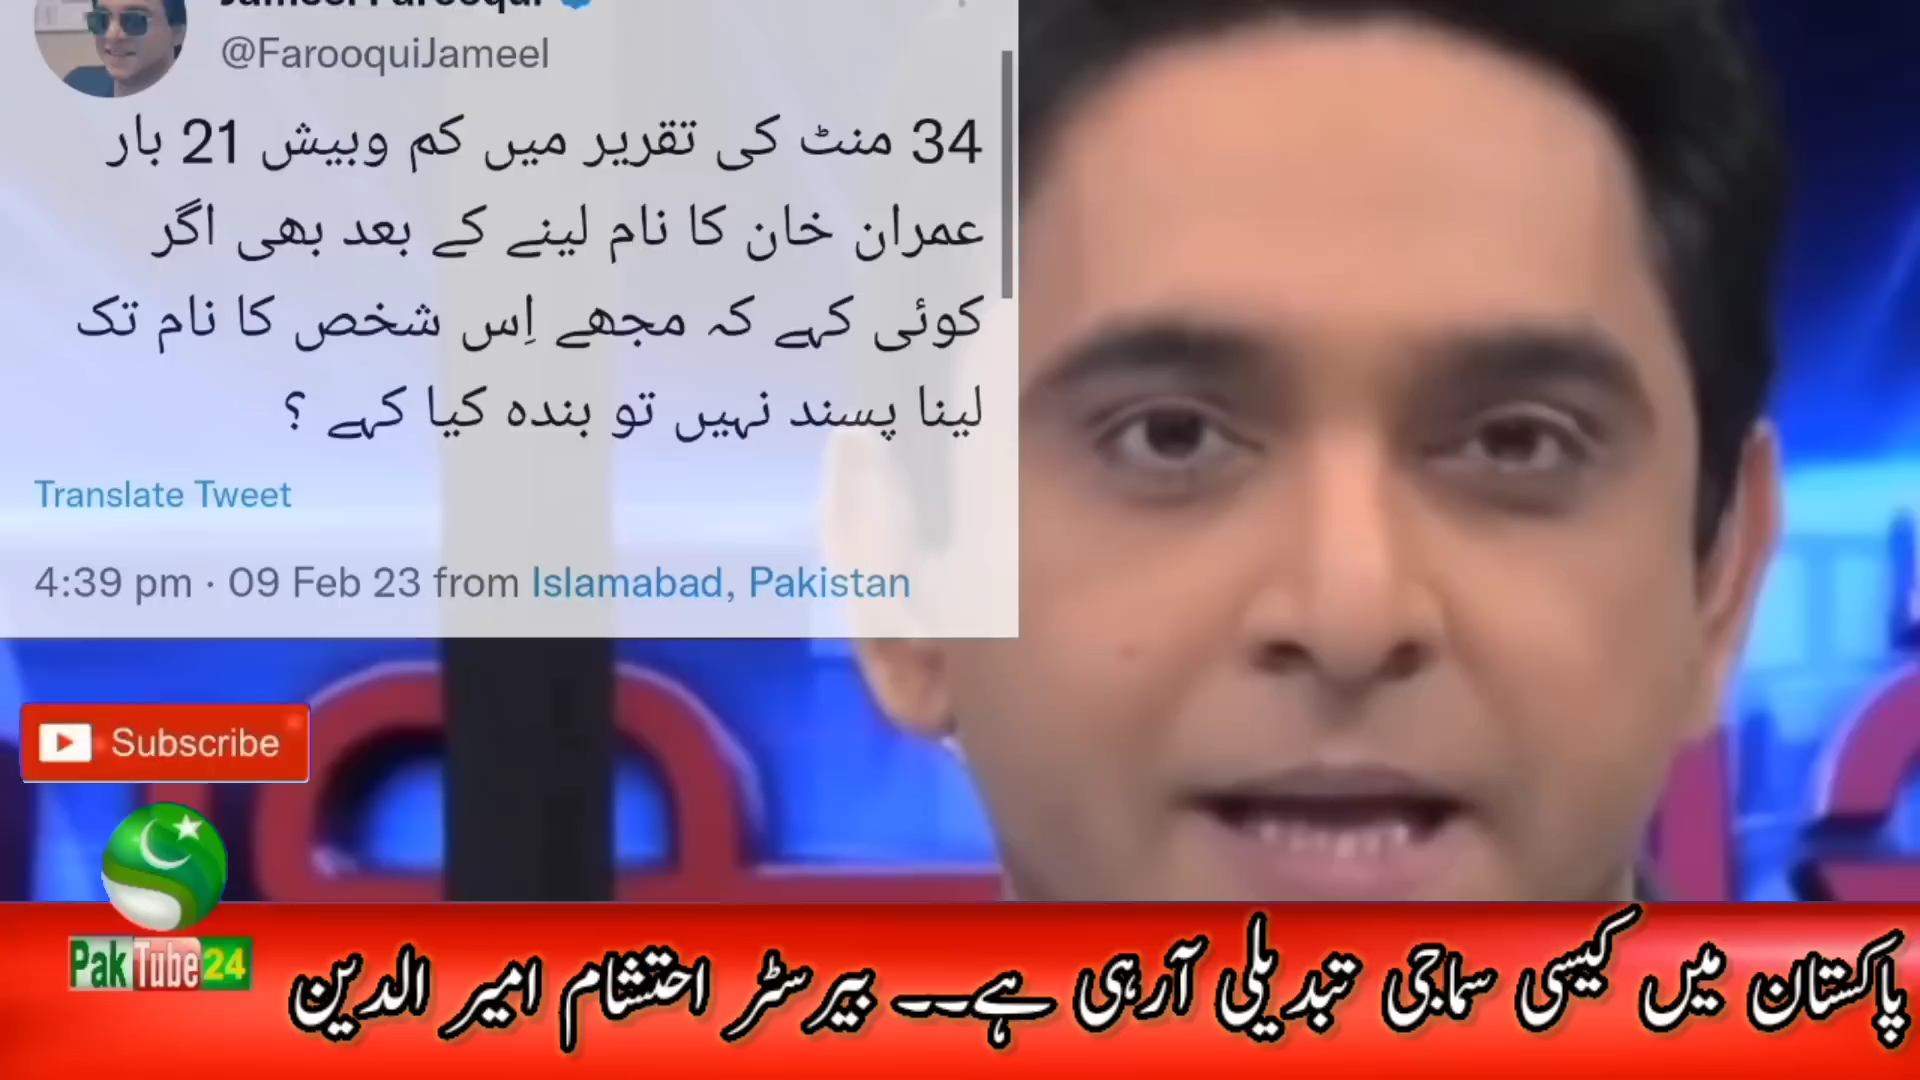 @FarooquiJameel
34 منٹ کی تقریر میں کم وبیش 21 بار
عمران خان کا نام لینے کے بعد بھی اگر
کوئی کہے کہ مجھے اِس شخص کا نام تک
لینا پسند نہیں تو بندہ کیا کہے ؟
Translate Tweet
4:39 pm · 09 Feb 23 from Islamabad, Pakistan
Subscribe
PakTube24
پاکستان میں کیسی سماجی تبدیلی آرہی ہے۔۔ بیرسٹر احتشام امیر الدین